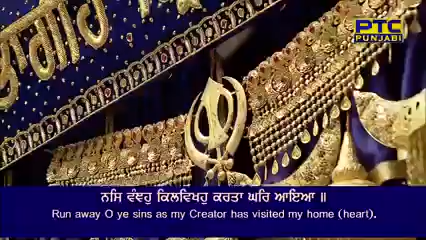 PTC
PUNJABI
ਨਸਿ ਵੰਞਹੁ ਕਿਲਵਿਖਹੁ ਕਰਤਾ ਘਰਿ ਆਇਆ ॥
Run away O ye sins as my Creator has visited my home (heart).